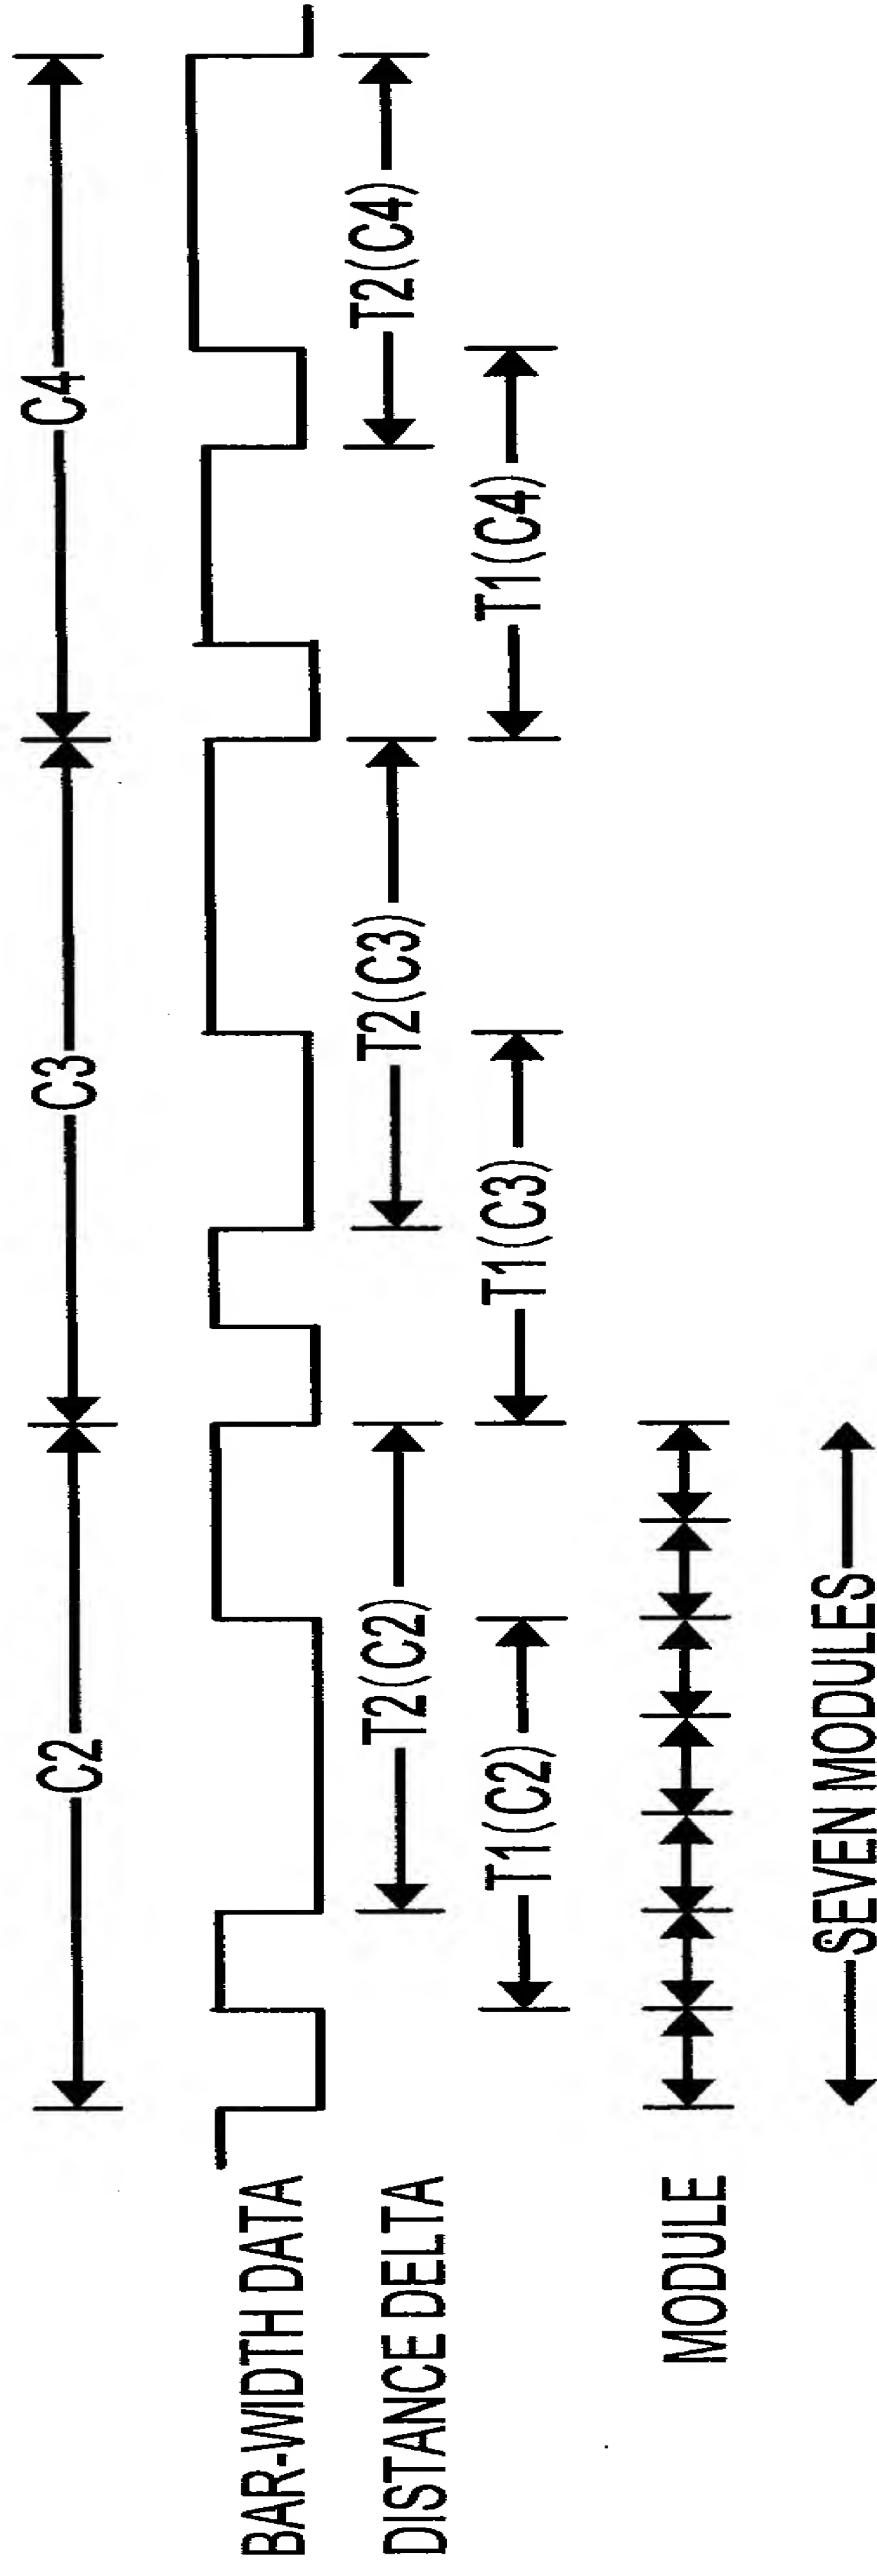 C2 C3 C4
BAR-WIDTH DATA
DISTANCE DELTA T2(C2) T2(C3) T2(C4)
T1(C2) T1(C3) T1(C4)
MODULE
SEVEN MODULES